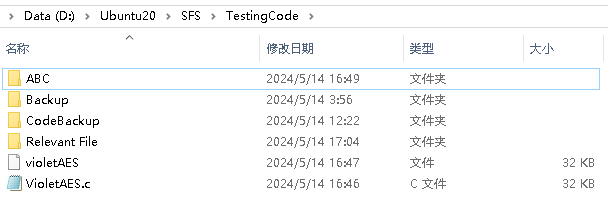 Data (D:) › Ubuntu20 › SFS › TestingCode ›
名称 修改日期 类型 大小
ABC 2024/5/14 16:49 文件夹
Backup 2024/5/14 3:56 文件夹
CodeBackup 2024/5/14 12:22 文件夹
Relevant File 2024/5/14 17:04 文件夹
violetAES 2024/5/14 16:47 文件 32 KB
VioletAES.c 2024/5/14 16:46 C 文件 32 KB